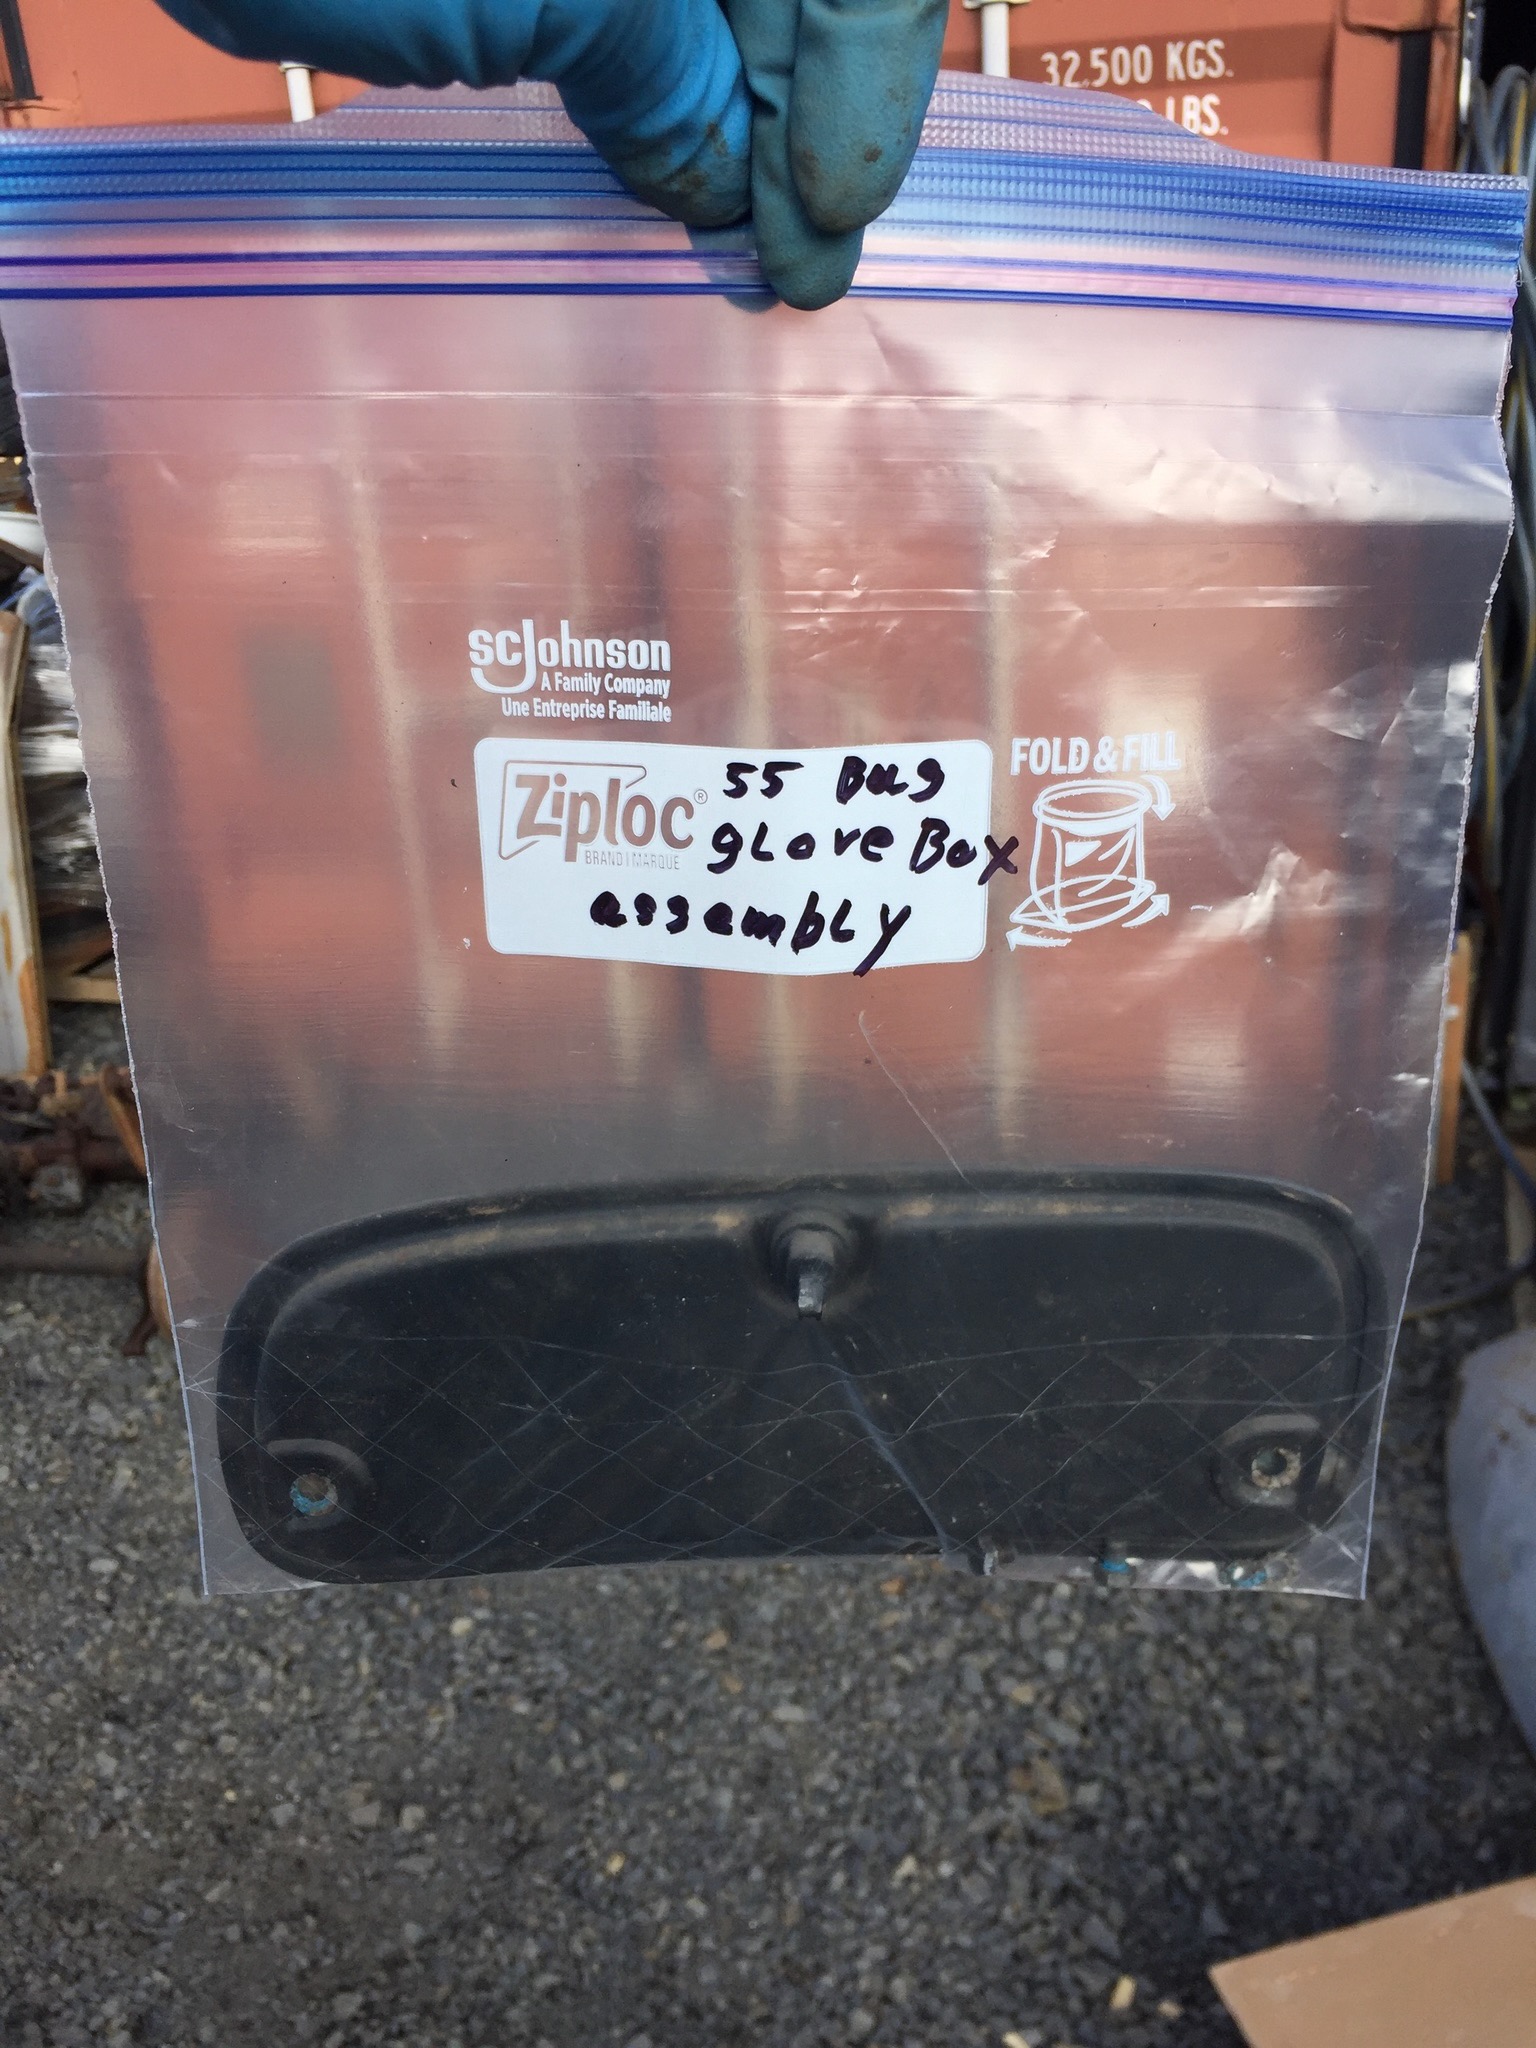 32,500 KGS.
LBS.
scJohnson
A Family Company
Une Entreprise Familiale
Ziploc®
BRAND | MARQUE
55 Bug
gLove Box
assembLy
FOLD & FILL